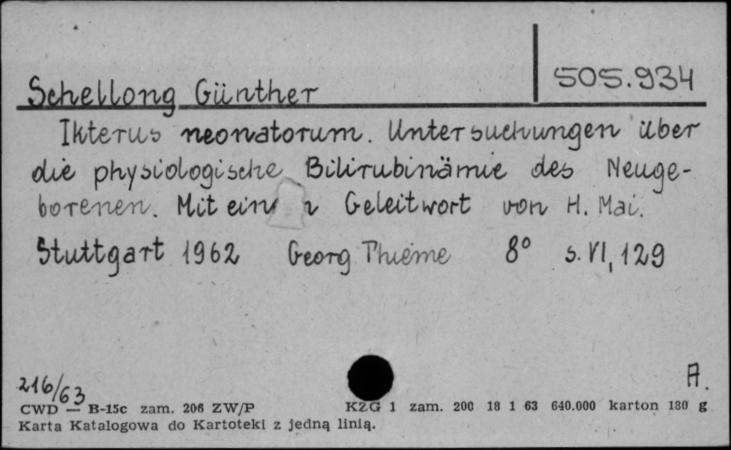 505.934
Schellong Günther
Ikterus neonatorum. Untersuchungen über
die physiologische Bilirubinämie des Neuge-
borenen. Mit ein Geleitwort von H. Mai.
Stuttgart 1962 Georg Thieme 8° s. VI, 129
216/63
A.
CWD — B-15c zam. 206 ZW/P KZG 1 zam. 200 18 1 63 640.000 karton 180 g
Karta Katalogowa do Kartoteki z jedną linią.